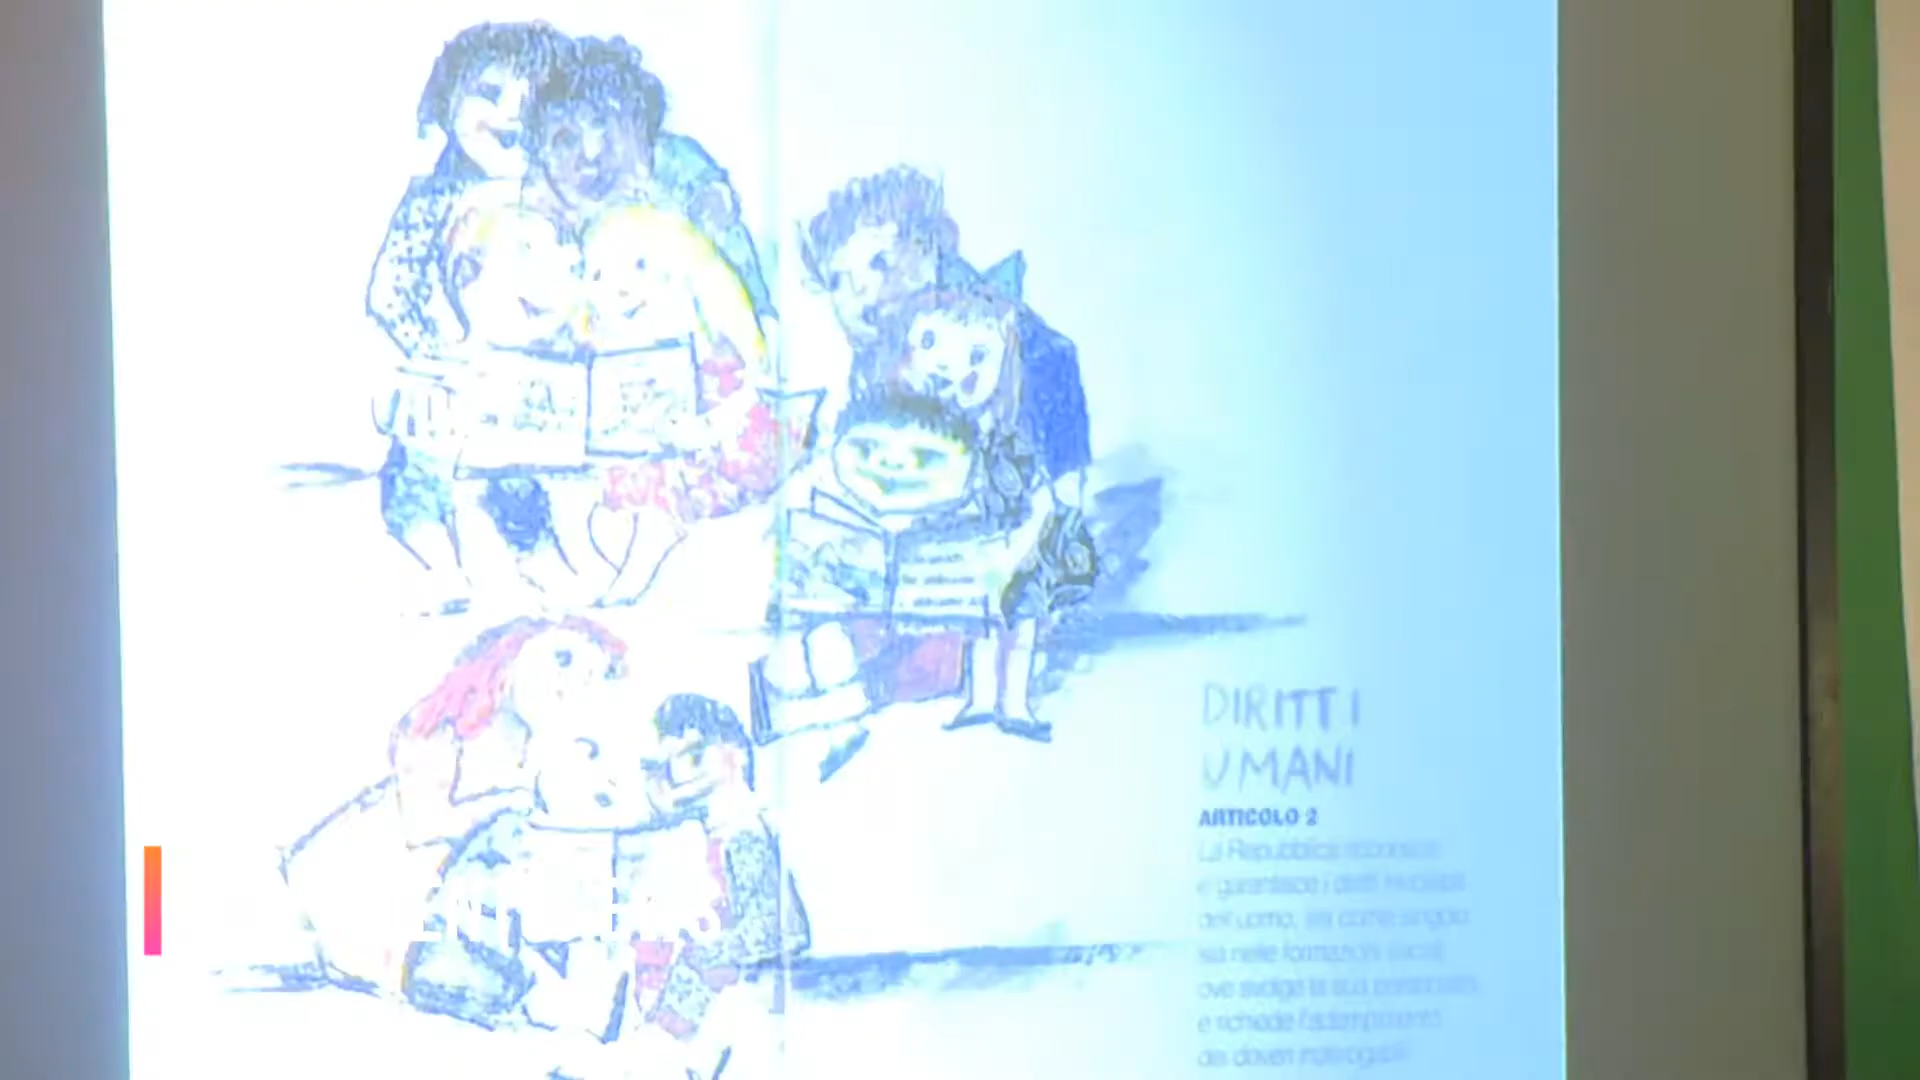 DIRITTI
UMANI
ARTICOLO 2
La Repubblica riconosce
e garantisce i diritti inviolabili
dell'uomo, sia come singolo
sia nelle formazioni sociali
ove svolge la sua personalità,
e richiede l'adempimento
dei doveri inderogabili